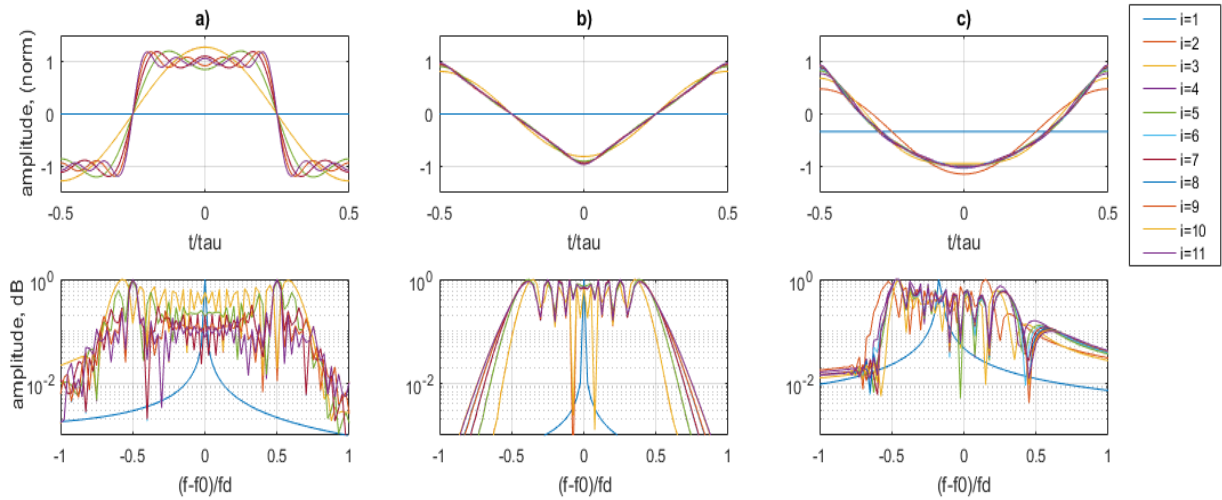 a)
b)
c)
amplitude, (norm)
1
0
-1
-0.5
0
0.5
t/tau
1
0
-1
-0.5
0
0.5
t/tau
1
0
-1
-0.5
0
0.5
t/tau
i=1
i=2
i=3
i=4
i=5
i=6
i=7
i=8
i=9
i=10
i=11
amplitude, dB
10^0
10^-2
-1
-0.5
0
0.5
1
(f-f0)/fd
10^0
10^-2
-1
-0.5
0
0.5
1
(f-f0)/fd
10^0
10^-2
-1
-0.5
0
0.5
1
(f-f0)/fd